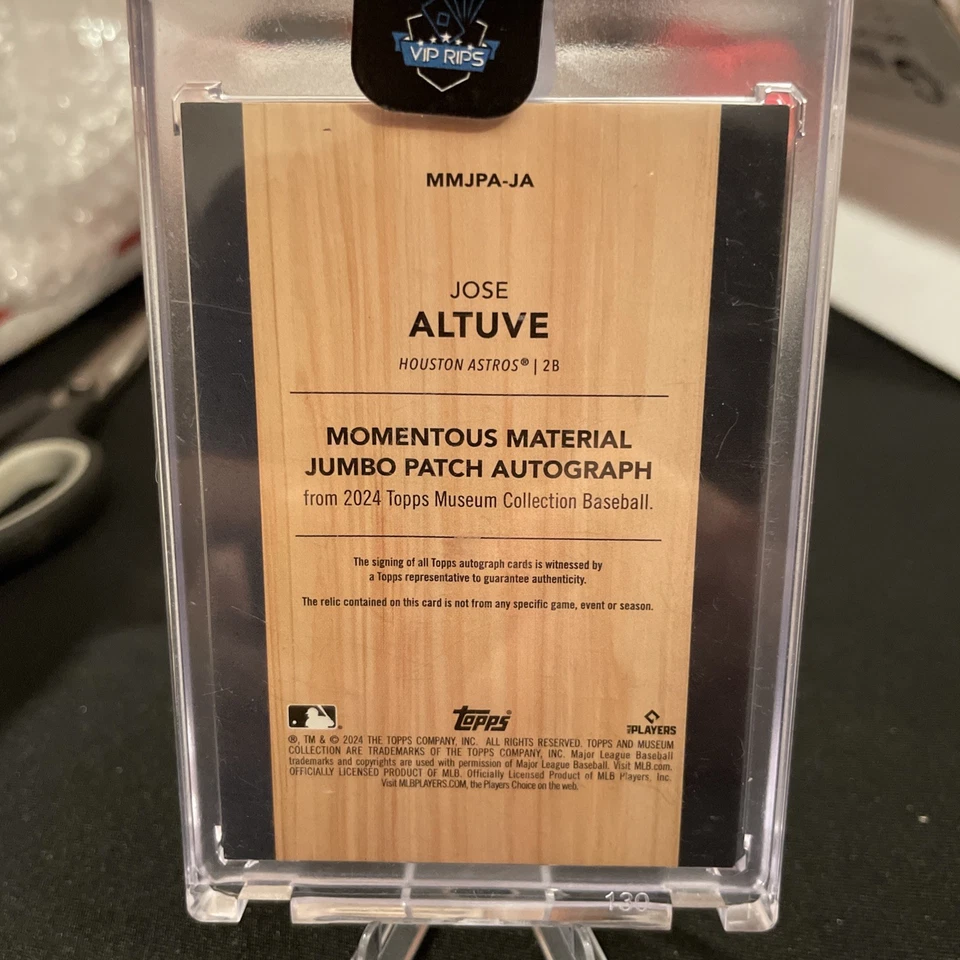 VIP RIPS
MMJPA-JA
JOSE
ALTUVE
HOUSTON ASTROS® | 2B
MOMENTOUS MATERIAL
JUMBO PATCH AUTOGRAPH
from 2024 Topps Museum Collection Baseball.
The signing of all Topps autograph cards is witnessed by
a Topps representative to guarantee authenticity.
The relic contained on this card is not from any specific game, event or season.
Topps®
PLAYERS
®, TM & © 2024 THE TOPPS COMPANY, INC. ALL RIGHTS RESERVED. TOPPS AND MUSEUM
COLLECTION ARE TRADEMARKS OF THE TOPPS COMPANY, INC. Major League Baseball
trademarks and copyrights are used with permission of Major League Baseball. Visit MLB.com.
OFFICIALLY LICENSED PRODUCT OF MLB. Officially Licensed Product of MLB Players, Inc.
Visit MLBPLAYERS.COM, the Players Choice on the web.
130